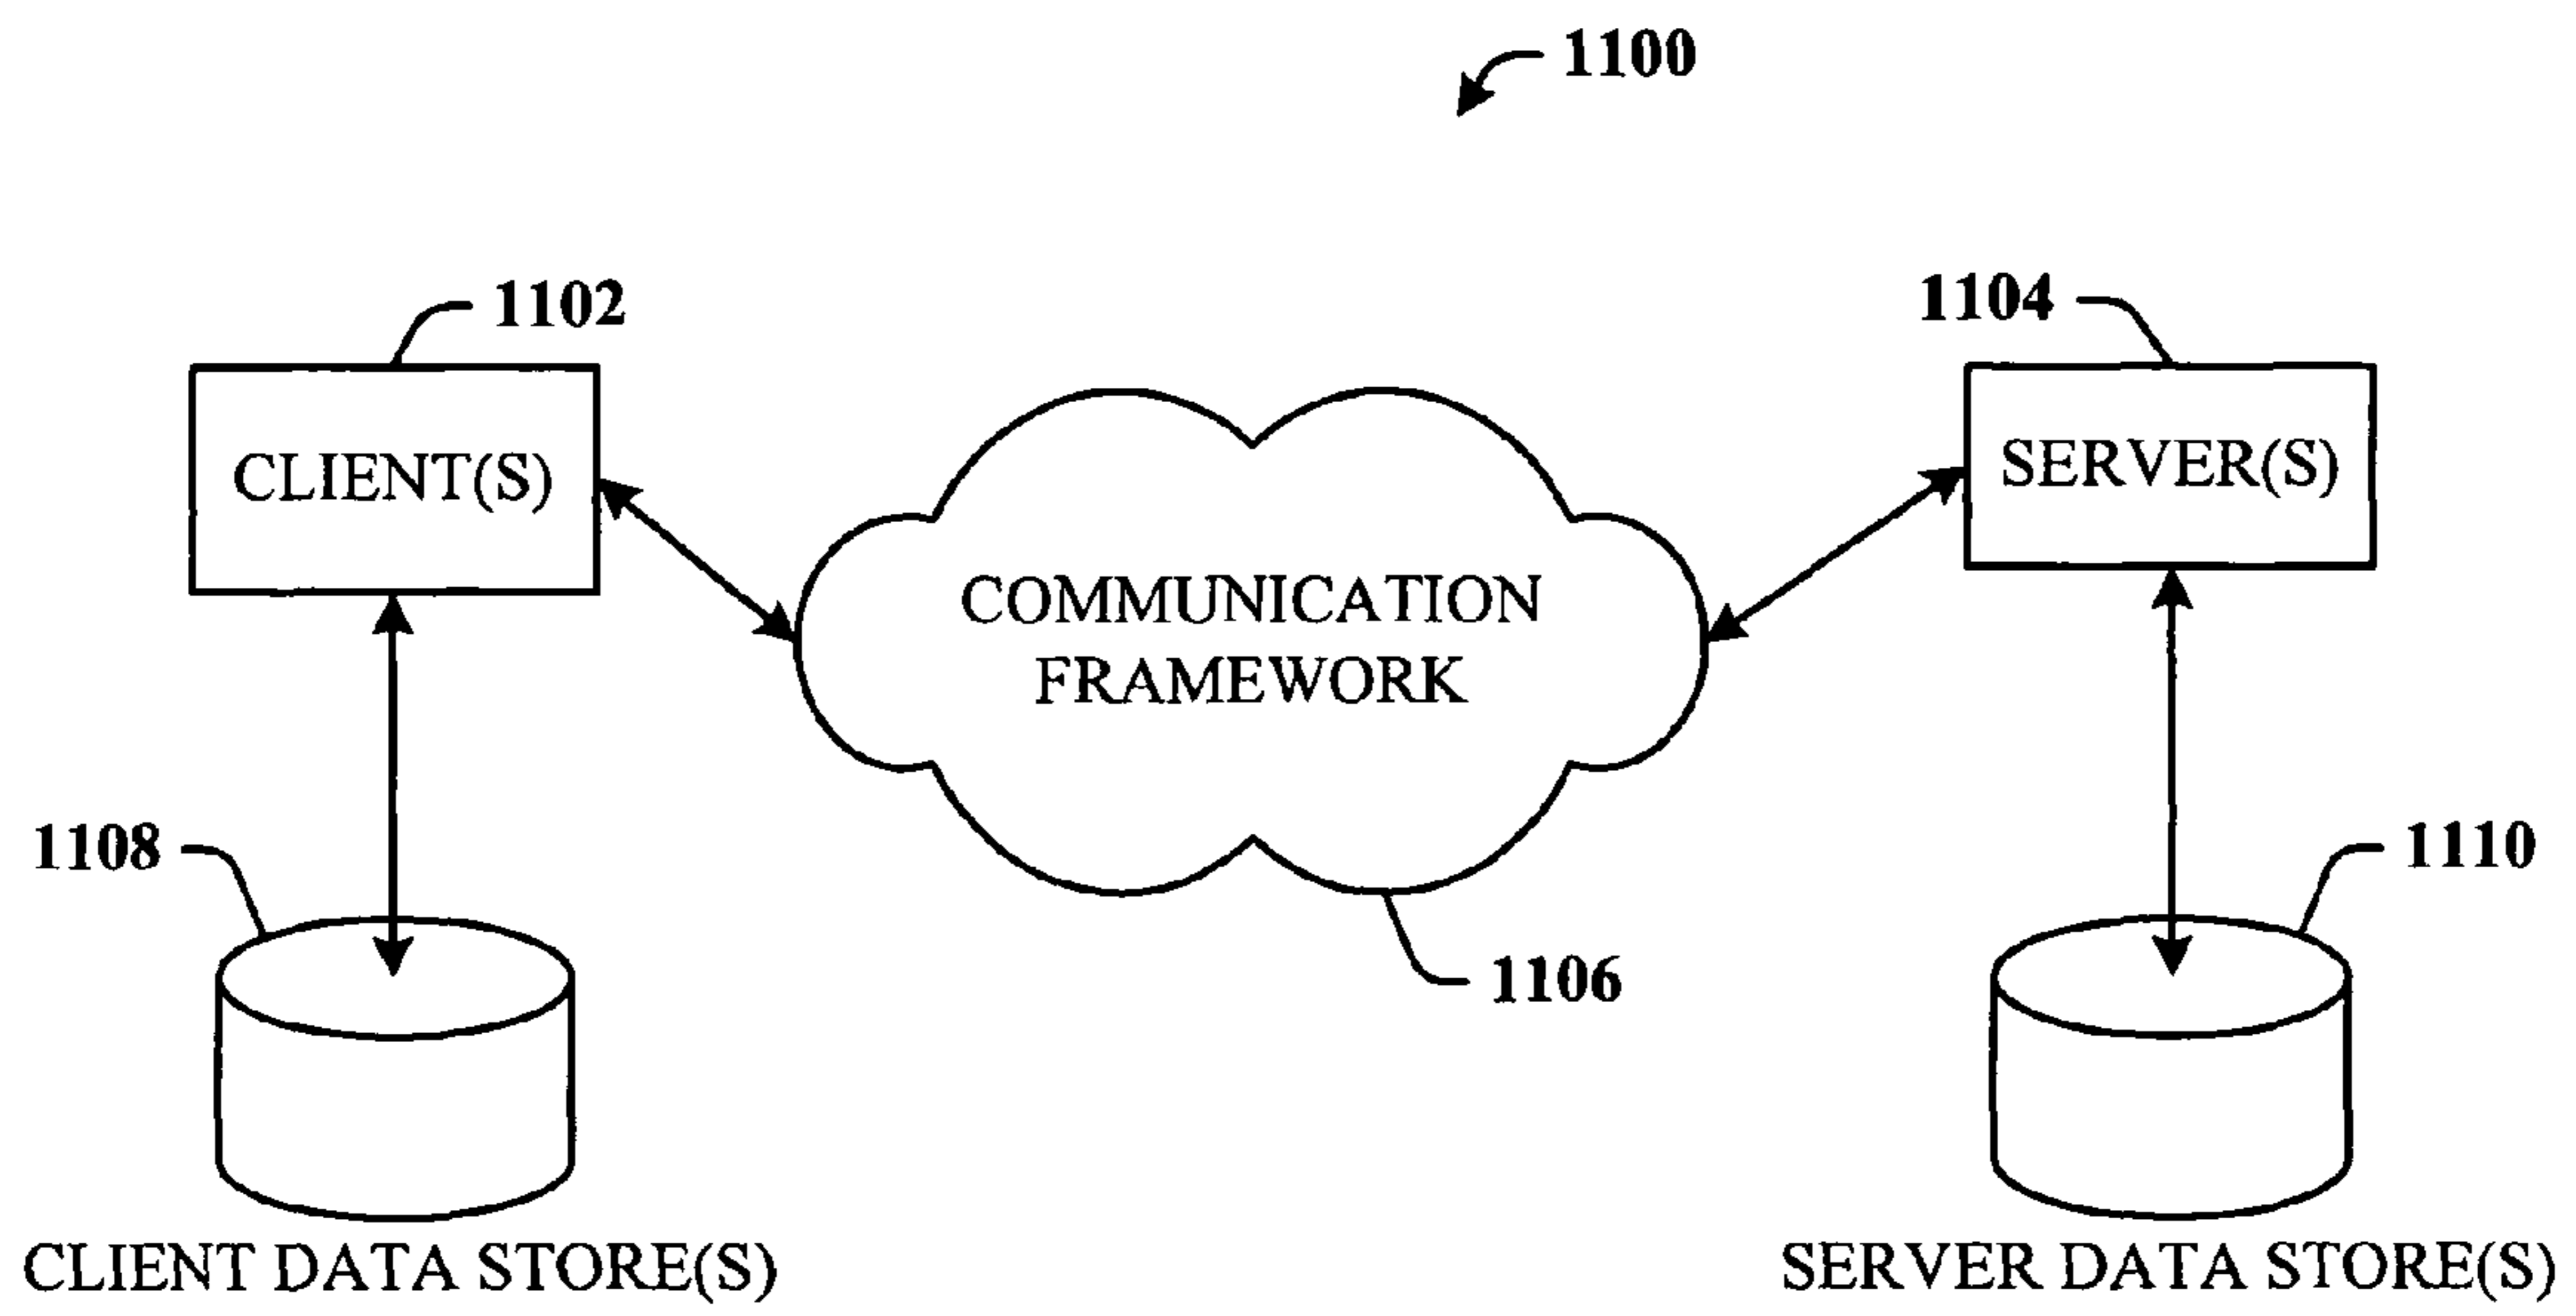 1100
1102
1104
CLIENT(S)
SERVER(S)
COMMUNICATION
FRAMEWORK
1108
1110
1106
CLIENT DATA STORE(S)
SERVER DATA STORE(S)